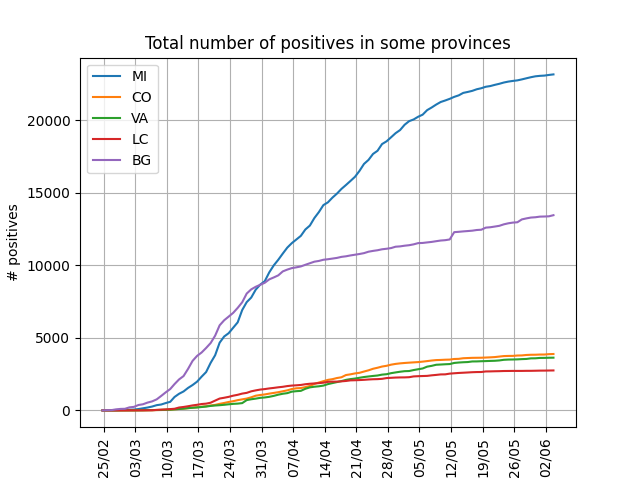 Total number of positives in some provinces
MI
CO
VA
LC
BG
# positives
20000
15000
10000
5000
0
25/02
03/03
10/03
17/03
24/03
31/03
07/04
14/04
21/04
28/04
05/05
12/05
19/05
26/05
02/06